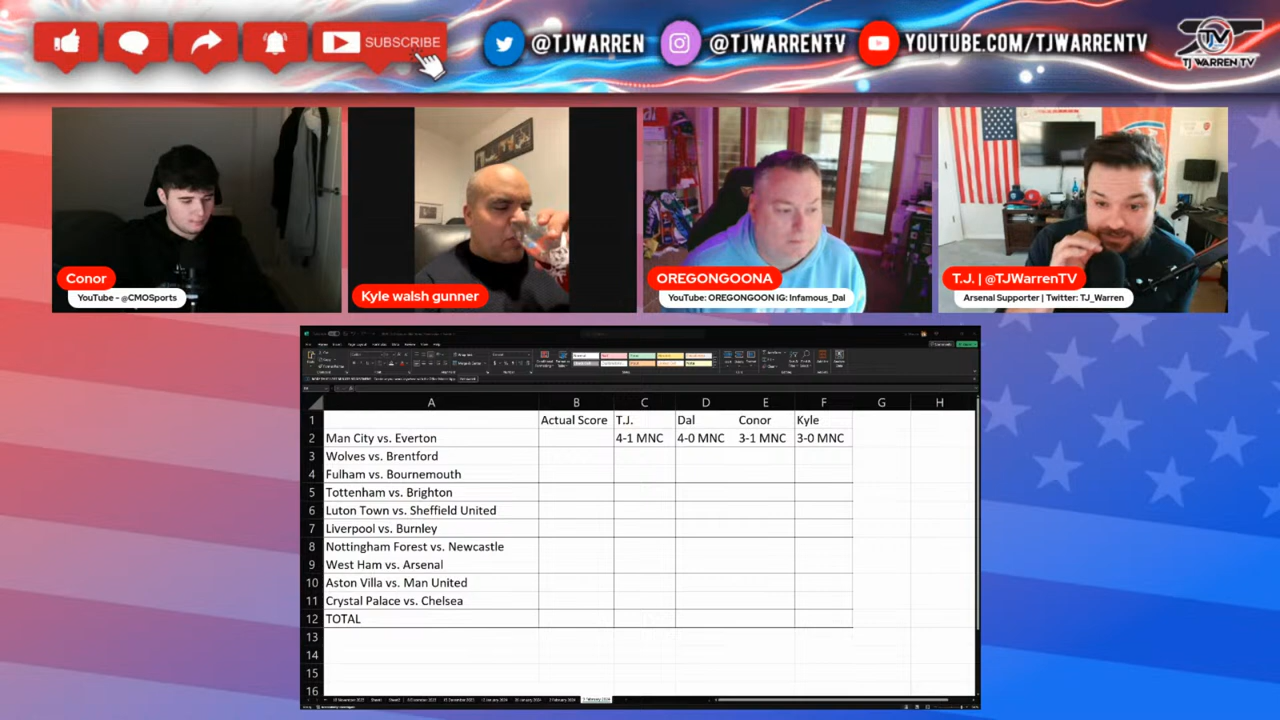 SUBSCRIBE
@TJWARREN
@TJWARRENTV
YOUTUBE.COM/TJWARRENTV
TV
TJ WARREN TV
Conor
YouTube - @CMOSports
Kyle walsh gunner
OREGONGOONA
YouTube: OREGONGOON IG: Infamous_Dal
T.J. | @TJWarrenTV
Arsenal Supporter | Twitter: TJ_Warren
A B C D E F G H
1 Actual Score T.J. Dal Conor Kyle
2 Man City vs. Everton 4-1 MNC 4-0 MNC 3-1 MNC 3-0 MNC
3 Wolves vs. Brentford
4 Fulham vs. Bournemouth
5 Tottenham vs. Brighton
6 Luton Town vs. Sheffield United
7 Liverpool vs. Burnley
8 Nottingham Forest vs. Newcastle
9 West Ham vs. Arsenal
10 Aston Villa vs. Man United
11 Crystal Palace vs. Chelsea
12 TOTAL
13
14
15
16